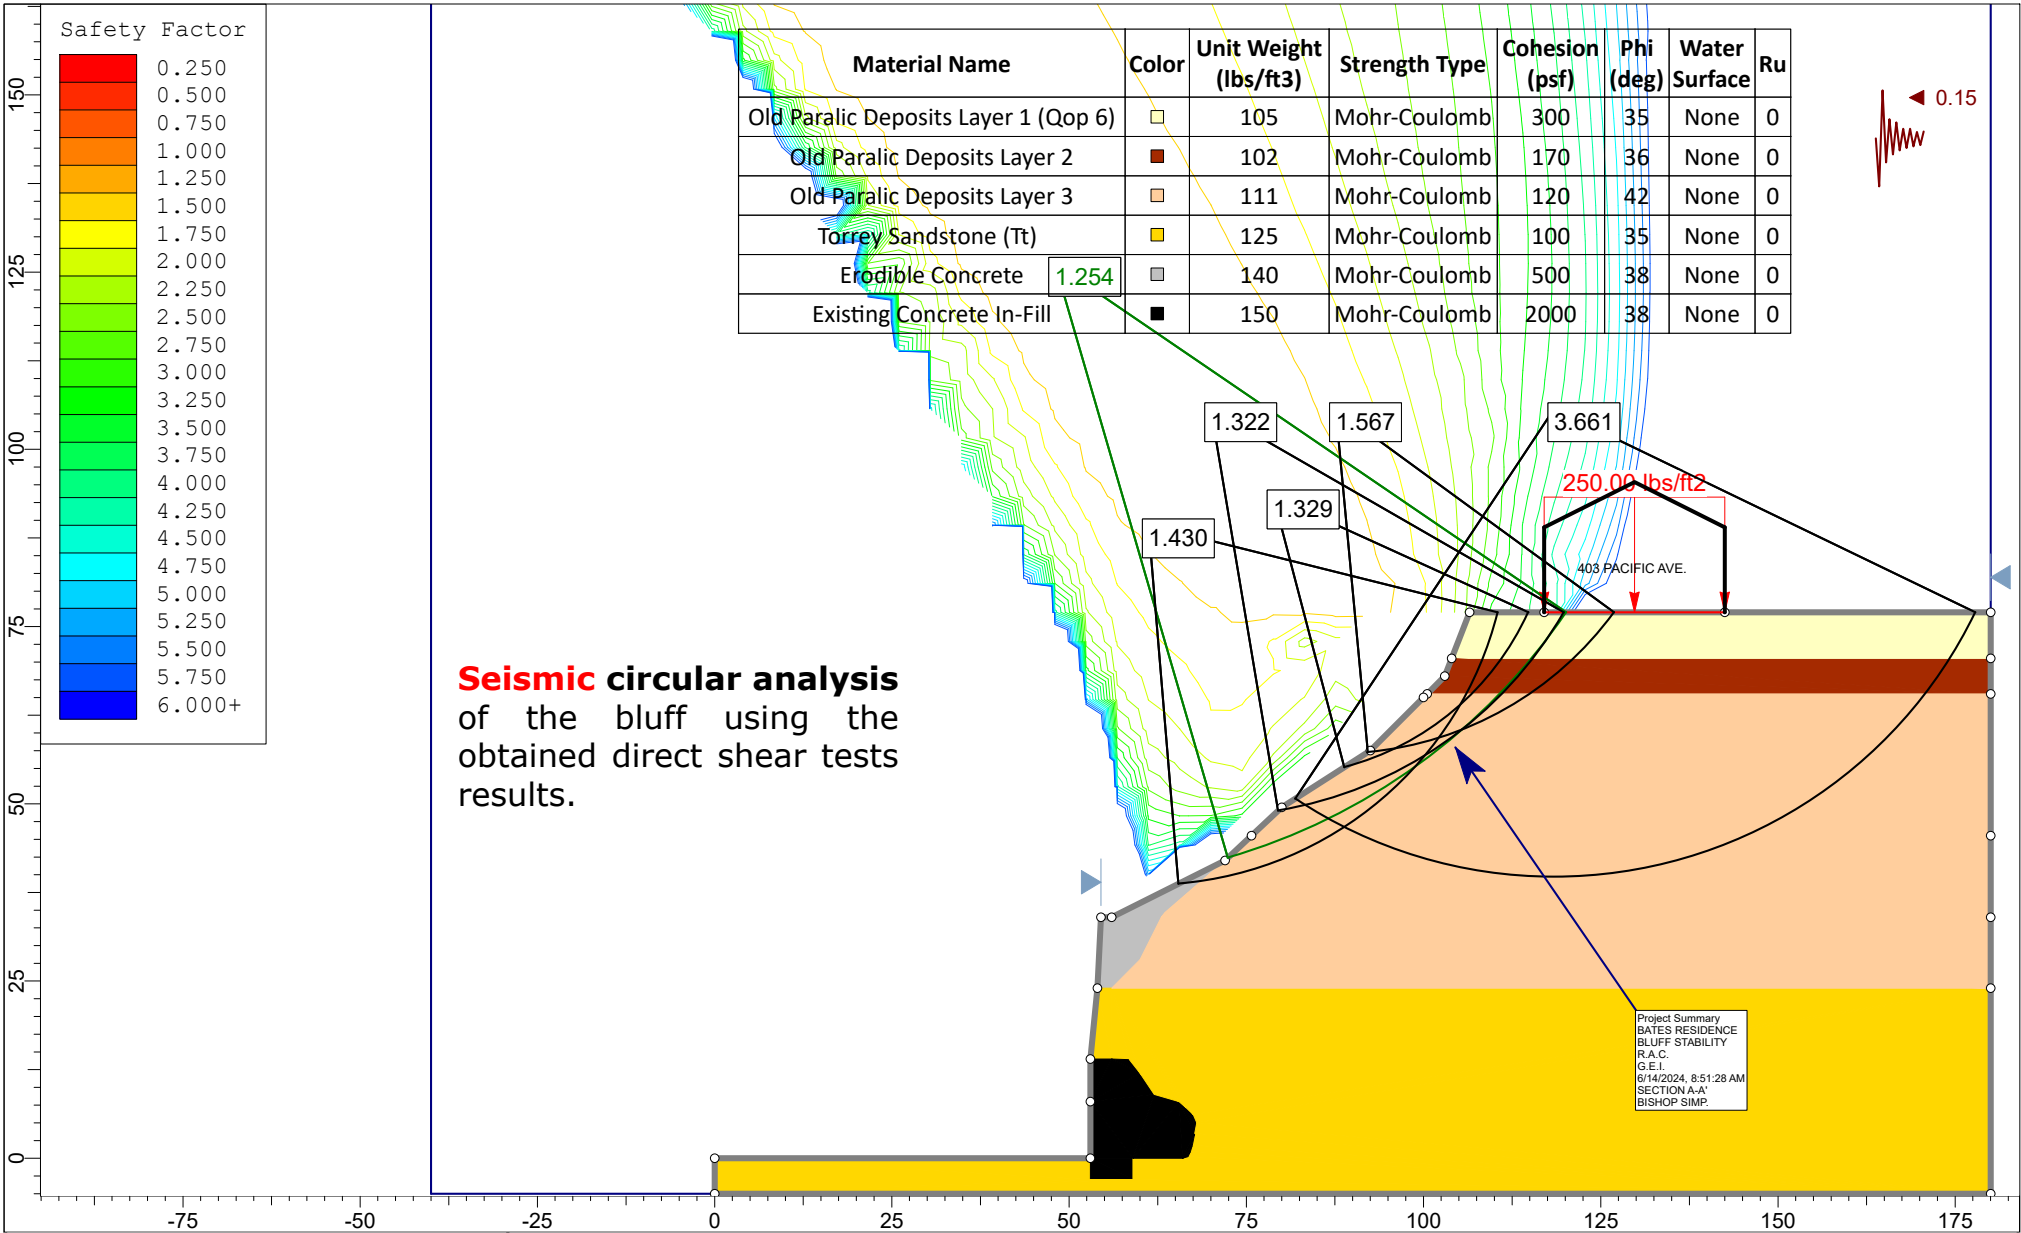 Safety Factor
0.250
0.500
0.750
1.000
1.250
1.500
1.750
2.000
2.250
2.500
2.750
3.000
3.250
3.500
3.750
4.000
4.250
4.500
4.750
5.000
5.250
5.500
5.750
6.000+
Material Name Color Unit Weight (lbs/ft3) Strength Type Cohesion (psf) Phi (deg) Water Surface Ru
Old Paralic Deposits Layer 1 (Qop 6) 105 Mohr-Coulomb 300 35 None 0
Old Paralic Deposits Layer 2 102 Mohr-Coulomb 170 36 None 0
Old Paralic Deposits Layer 3 111 Mohr-Coulomb 120 42 None 0
Torrey Sandstone (Tt) 125 Mohr-Coulomb 100 35 None 0
Erodible Concrete 140 Mohr-Coulomb 500 38 None 0
Existing Concrete In-Fill 150 Mohr-Coulomb 2000 38 None 0
0.15
1.254
1.322
1.567
3.661
1.329
1.430
250.00 lbs/ft2
403 PACIFIC AVE.
Seismic circular analysis
of the bluff using the
obtained direct shear tests
results.
Project Summary
BATES RESIDENCE
BLUFF STABILITY
R.A.C.
G.E.I.
6/14/2024, 8:51:28 AM
SECTION A-A'
BISHOP SIMP.
150
125
100
75
50
25
0
-75 -50 -25 0 25 50 75 100 125 150 175